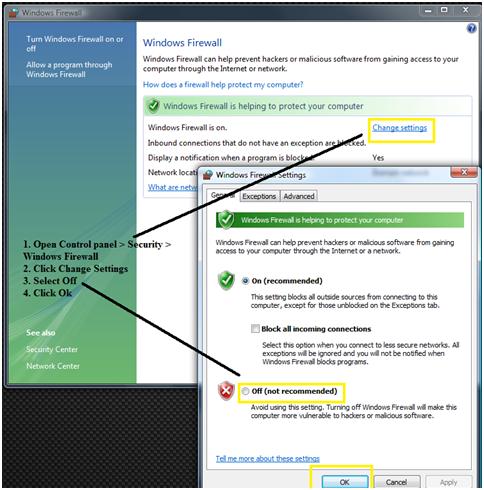 Windows Firewall
Turn Windows Firewall on or
off
Allow a program through
Windows Firewall
Windows Firewall
Windows Firewall can help prevent hackers or malicious software from gaining access to your
computer through the Internet or network.
How does a firewall help protect my computer?
Windows Firewall is helping to protect your computer
Windows Firewall is on.
Change settings
Inbound connections that do not have an exception are blocked.
Display a notification when a program is blocked:
Yes
Network locati
What are netw
1. Open Control panel > Security >
Windows Firewall
2. Click Change Settings
3. Select Off
4. Click Ok
See also
Security Center
Network Center
Windows Firewall Settings
General
Exceptions
Advanced
Windows Firewall is helping to protect your computer
Windows Firewall can help prevent hackers or malicious software from gaining
access to your computer through the Internet or a network.
On (recommended)
This setting blocks all outside sources from connecting to this
computer, except for those unblocked on the Exceptions tab.
Block all incoming connections
Select this option when you connect to less secure networks. All
exceptions will be ignored and you will not be notified when
Windows Firewall blocks programs.
Off (not recommended)
Avoid using this setting. Turning off Windows Firewall will make this
computer more vulnerable to hackers or malicious software.
Tell me more about these settings
OK
Cancel
Apply